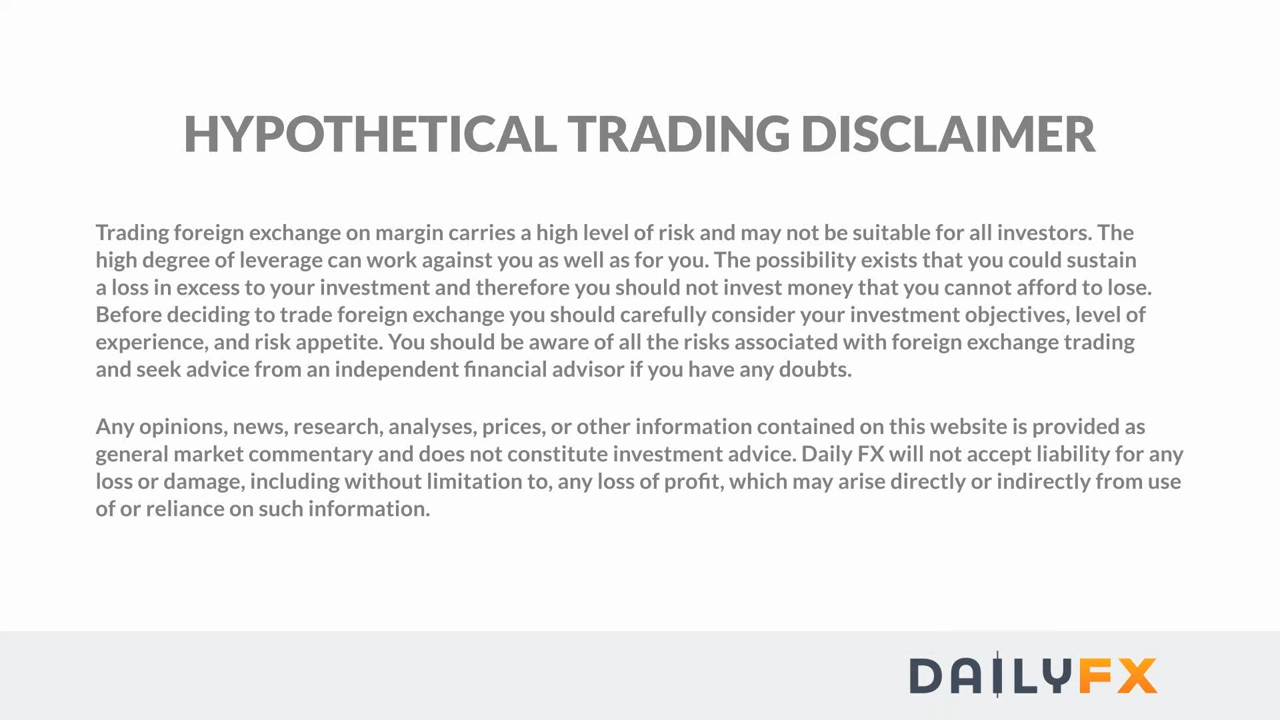 HYPOTHETICAL TRADING DISCLAIMER
Trading foreign exchange on margin carries a high level of risk and may not be suitable for all investors. The
high degree of leverage can work against you as well as for you. The possibility exists that you could sustain
a loss in excess to your investment and therefore you should not invest money that you cannot afford to lose.
Before deciding to trade foreign exchange you should carefully consider your investment objectives, level of
experience, and risk appetite. You should be aware of all the risks associated with foreign exchange trading
and seek advice from an independent financial advisor if you have any doubts.
Any opinions, news, research, analyses, prices, or other information contained on this website is provided as
general market commentary and does not constitute investment advice. Daily FX will not accept liability for any
loss or damage, including without limitation to, any loss of profit, which may arise directly or indirectly from use
of or reliance on such information.
DAILYFX